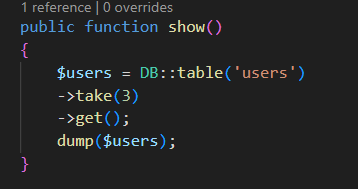 1 reference | 0 overrides
public function show()
{
    $users = DB::table('users')
    ->take(3)
    ->get();
    dump($users);
}